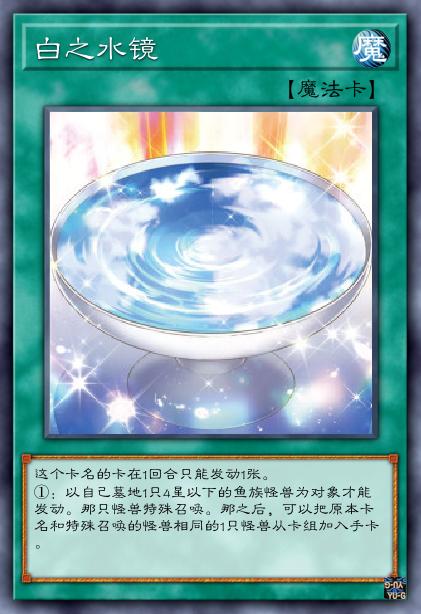 白之水镜
魔
【魔法卡】
这个卡名的卡在1回合只能发动1张。
①：以自己墓地1只4星以下的鱼族怪兽为对象才能
发动。那只怪兽特殊召唤。那之后，可以把原本卡
名和特殊召唤的怪兽相同的1只怪兽从卡组加入手卡
。